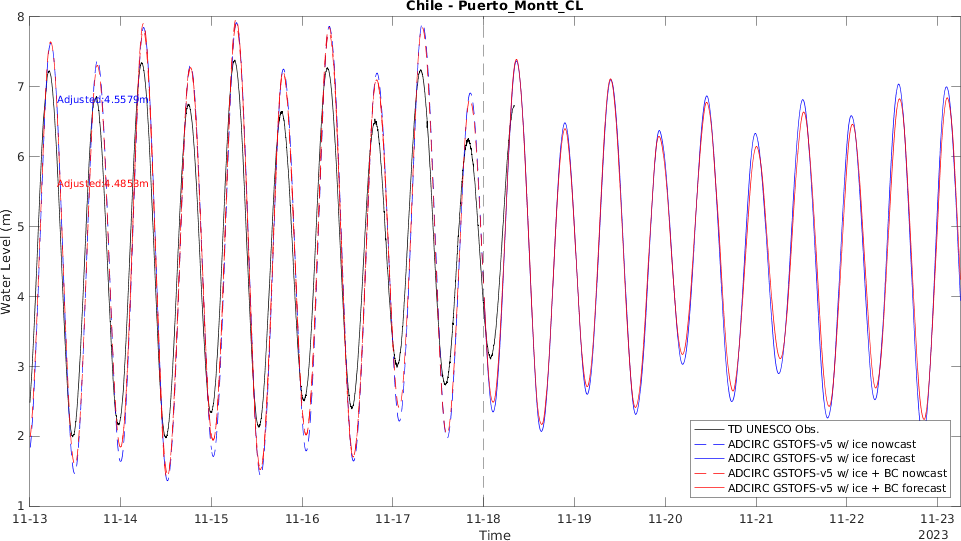 Chile - Puerto_Montt_CL
8
7
6
5
4
3
2
1
Water Level (m)
Adjusted:4.5579m
Adjusted:4.4853m
TD UNESCO Obs.
ADCIRC GSTOFS-v5 w/ ice nowcast
ADCIRC GSTOFS-v5 w/ ice forecast
ADCIRC GSTOFS-v5 w/ ice + BC nowcast
ADCIRC GSTOFS-v5 w/ ice + BC forecast
11-13 11-14 11-15 11-16 11-17 11-18 11-19 11-20 11-21 11-22 11-23
Time
2023